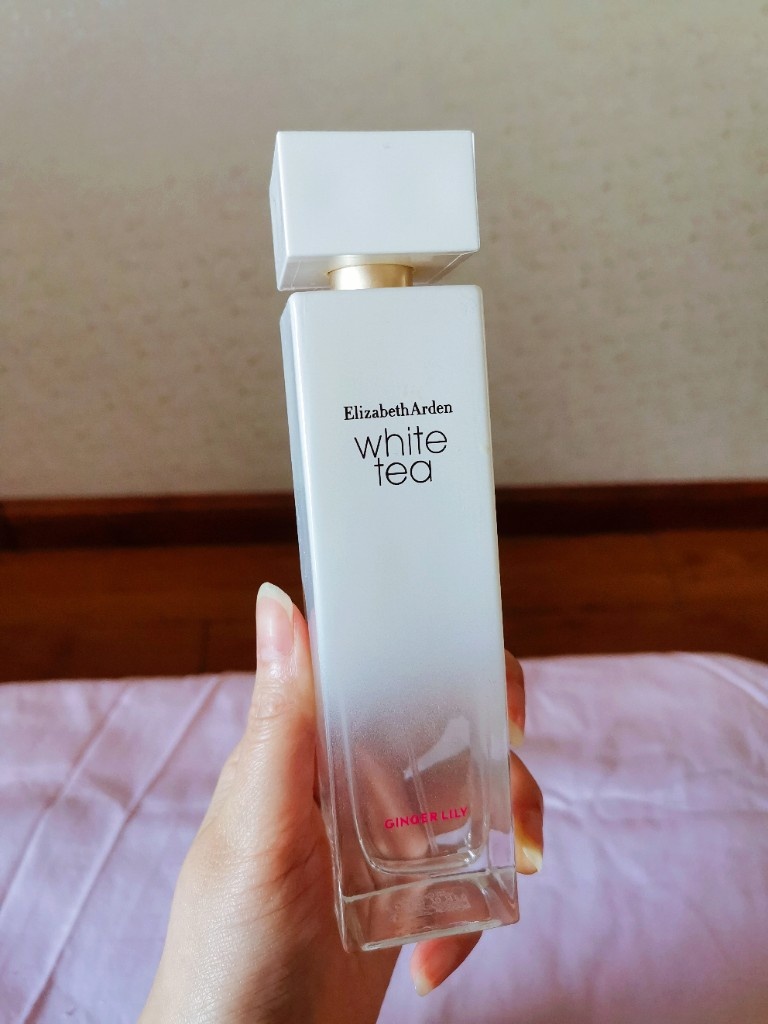 ElizabethArden
white
tea
GINGER LILY